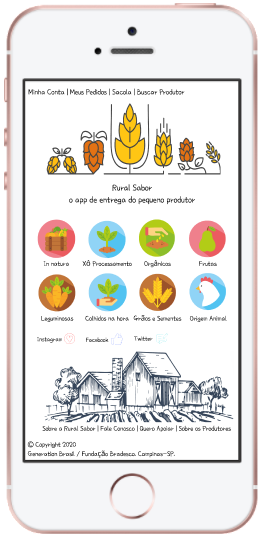 Minha Conta | Meus Pedidos | Sacola | Buscar Produtor
Rural Sabor
o app de entrega do pequeno produtor
In natura
XÔ Processamento
Orgânicos
Frutas
Leguminosas
Colhidos na hora
Grãos e Sementes
Origem Animal
Instagram
Facebook
Twitter
Sobre a Rural Sabor | Fale Conosco | Quero Apoiar | Sobre os Produtores
© Copyright 2020
Generation Brasil / Fundação Bradesco. Campinas-SP.